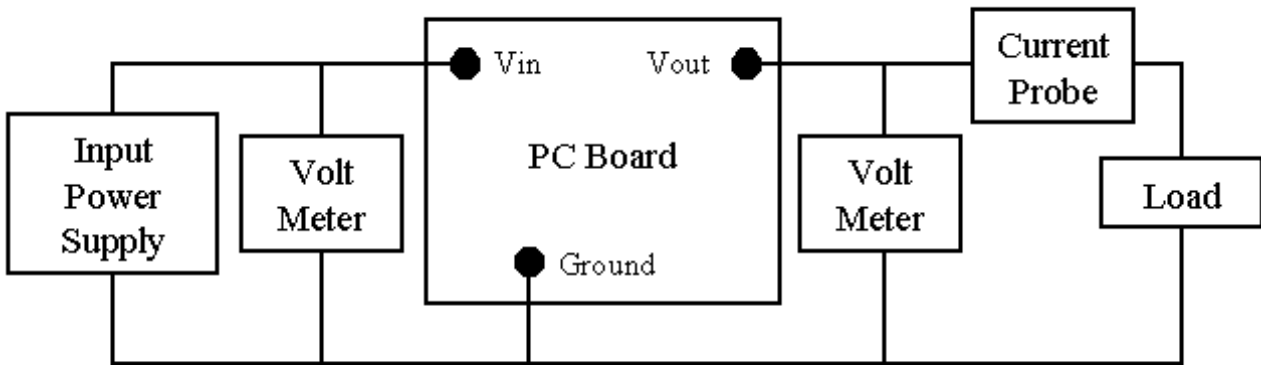 Input
Power
Supply
Volt
Meter
Vin
Vout
PC Board
Ground
Volt
Meter
Current
Probe
Load